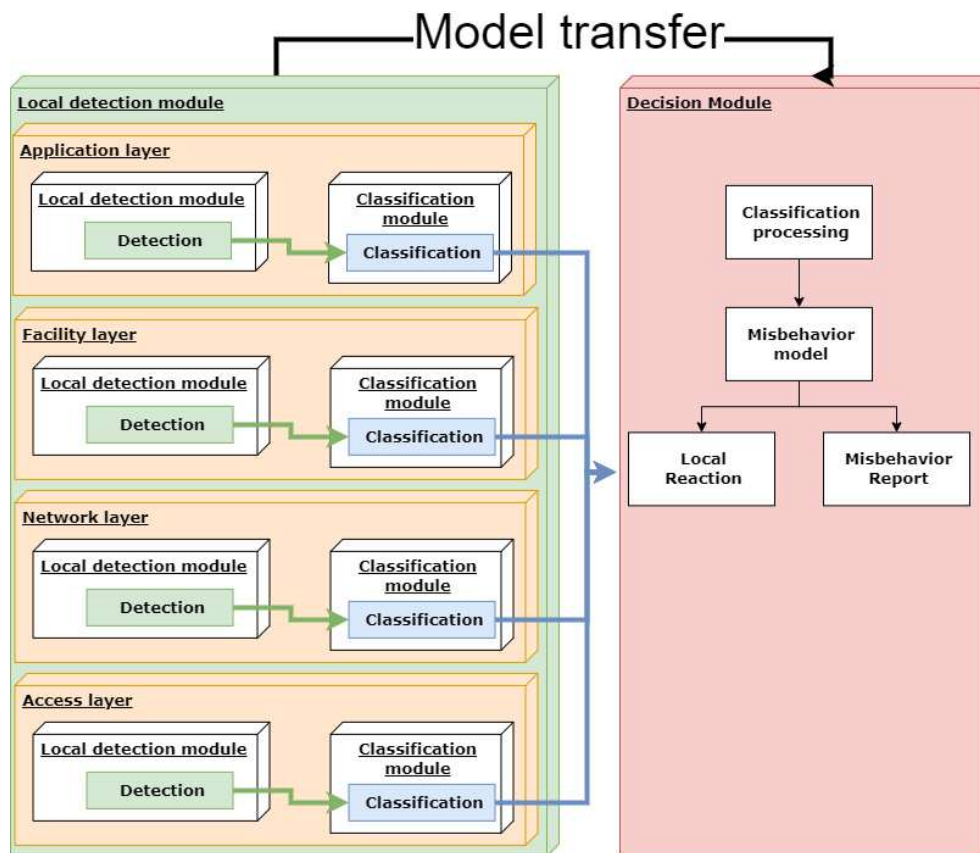 Model transfer
Local detection module
Application layer
Local detection module
Detection
Classification
module
Classification
Facility layer
Local detection module
Detection
Classification
module
Classification
Network layer
Local detection module
Detection
Classification
module
Classification
Access layer
Local detection module
Detection
Classification
module
Classification
Decision Module
Classification
processing
Misbehavior
model
Local
Reaction
Misbehavior
Report